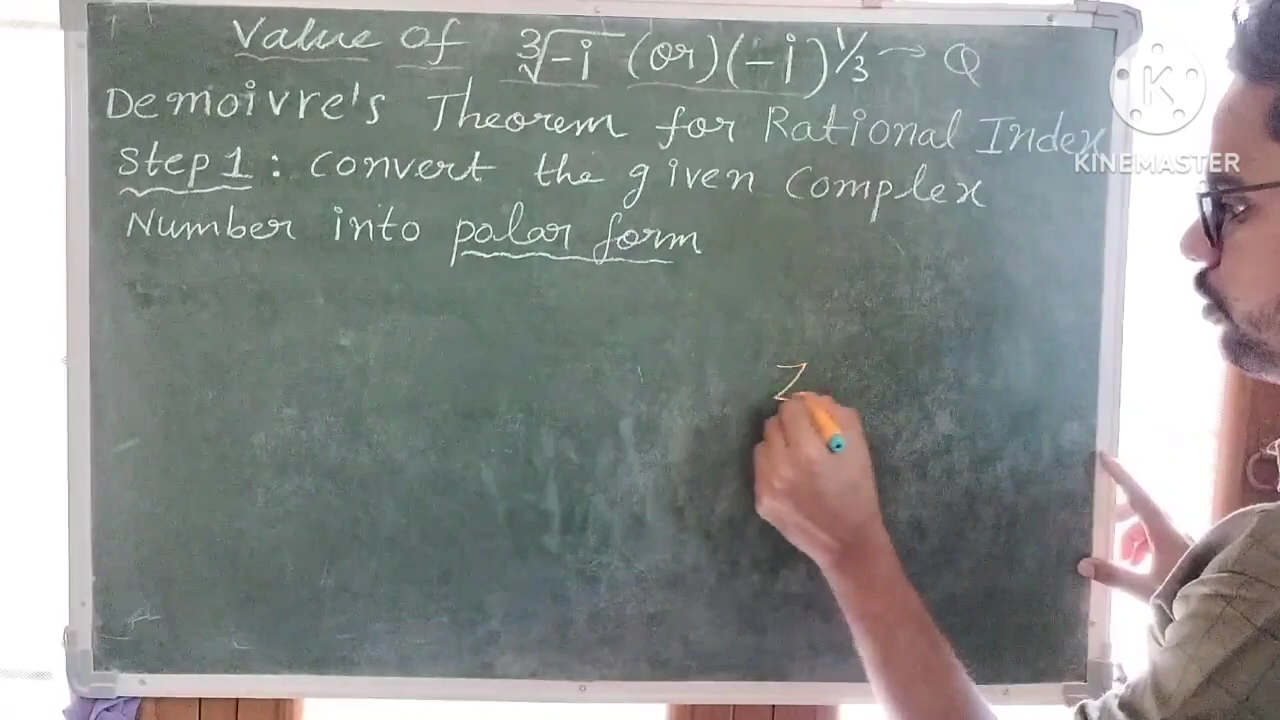 Value of ∛-i (or) (-i)^1/3 → Q
Demoivre's Theorem for Rational Index
Step 1 : convert the given complex
Number into polar form
Z
K
KINEMASTER